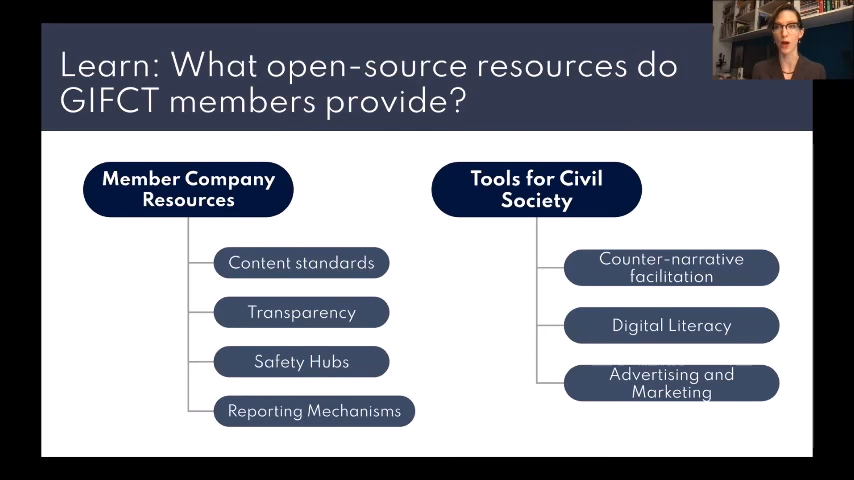 Learn: What open-source resources do
GIFCT members provide?
Member Company
Resources
Content standards
Transparency
Safety Hubs
Reporting Mechanisms
Tools for Civil
Society
Counter-narrative
facilitation
Digital Literacy
Advertising and
Marketing